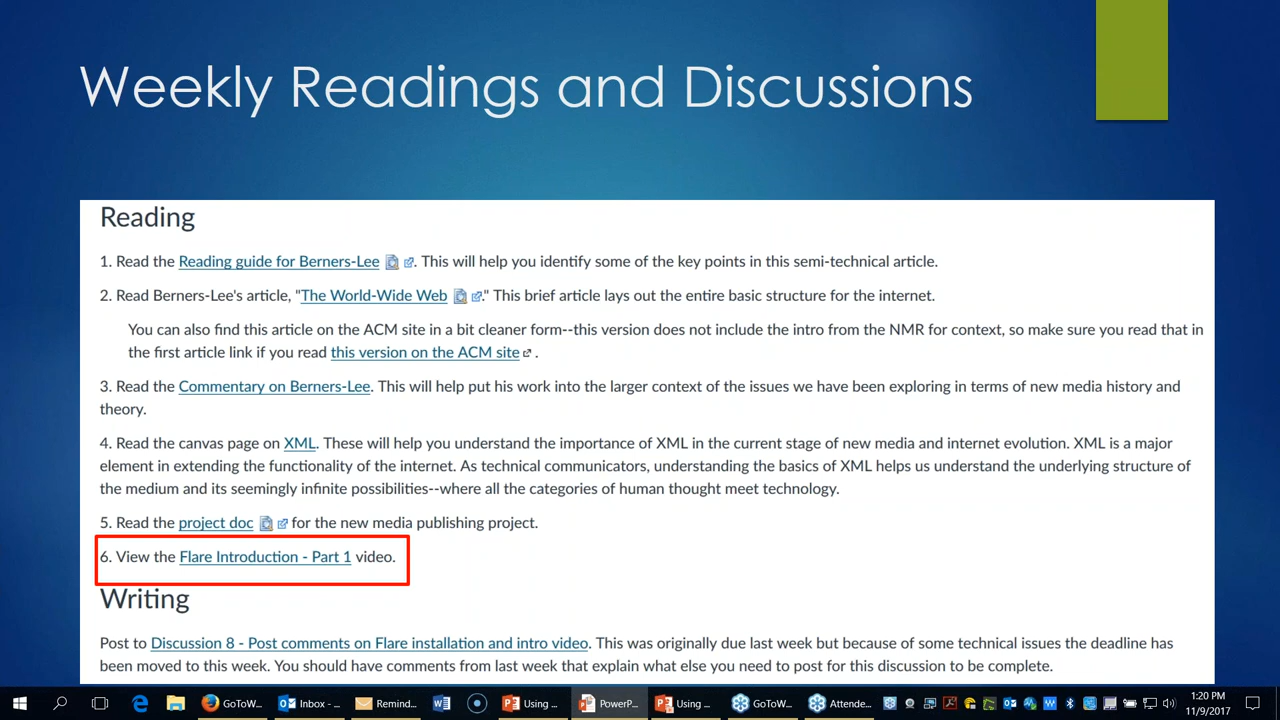 Weekly Readings and Discussions
Reading
1. Read the Reading guide for Berners-Lee . This will help you identify some of the key points in this semi-technical article.
2. Read Berners-Lee's article, "The World-Wide Web ." This brief article lays out the entire basic structure for the internet.
You can also find this article on the ACM site in a bit cleaner form--this version does not include the intro from the NMR for context, so make sure you read that in
the first article link if you read this version on the ACM site .
3. Read the Commentary on Berners-Lee. This will help put his work into the larger context of the issues we have been exploring in terms of new media history and
theory.
4. Read the canvas page on XML. These will help you understand the importance of XML in the current stage of new media and internet evolution. XML is a major
element in extending the functionality of the internet. As technical communicators, understanding the basics of XML helps us understand the underlying structure of
the medium and its seemingly infinite possibilities--where all the categories of human thought meet technology.
5. Read the project doc for the new media publishing project.
6. View the Flare Introduction - Part 1 video.
Writing
Post to Discussion 8 - Post comments on Flare installation and intro video. This was originally due last week but because of some technical issues the deadline has
been moved to this week. You should have comments from last week that explain what else you need to post for this discussion to be complete.
GoToW... Inbox - ... Remind... Using ... PowerP... Using ... GoToW... Attende... 1:20 PM
11/9/2017